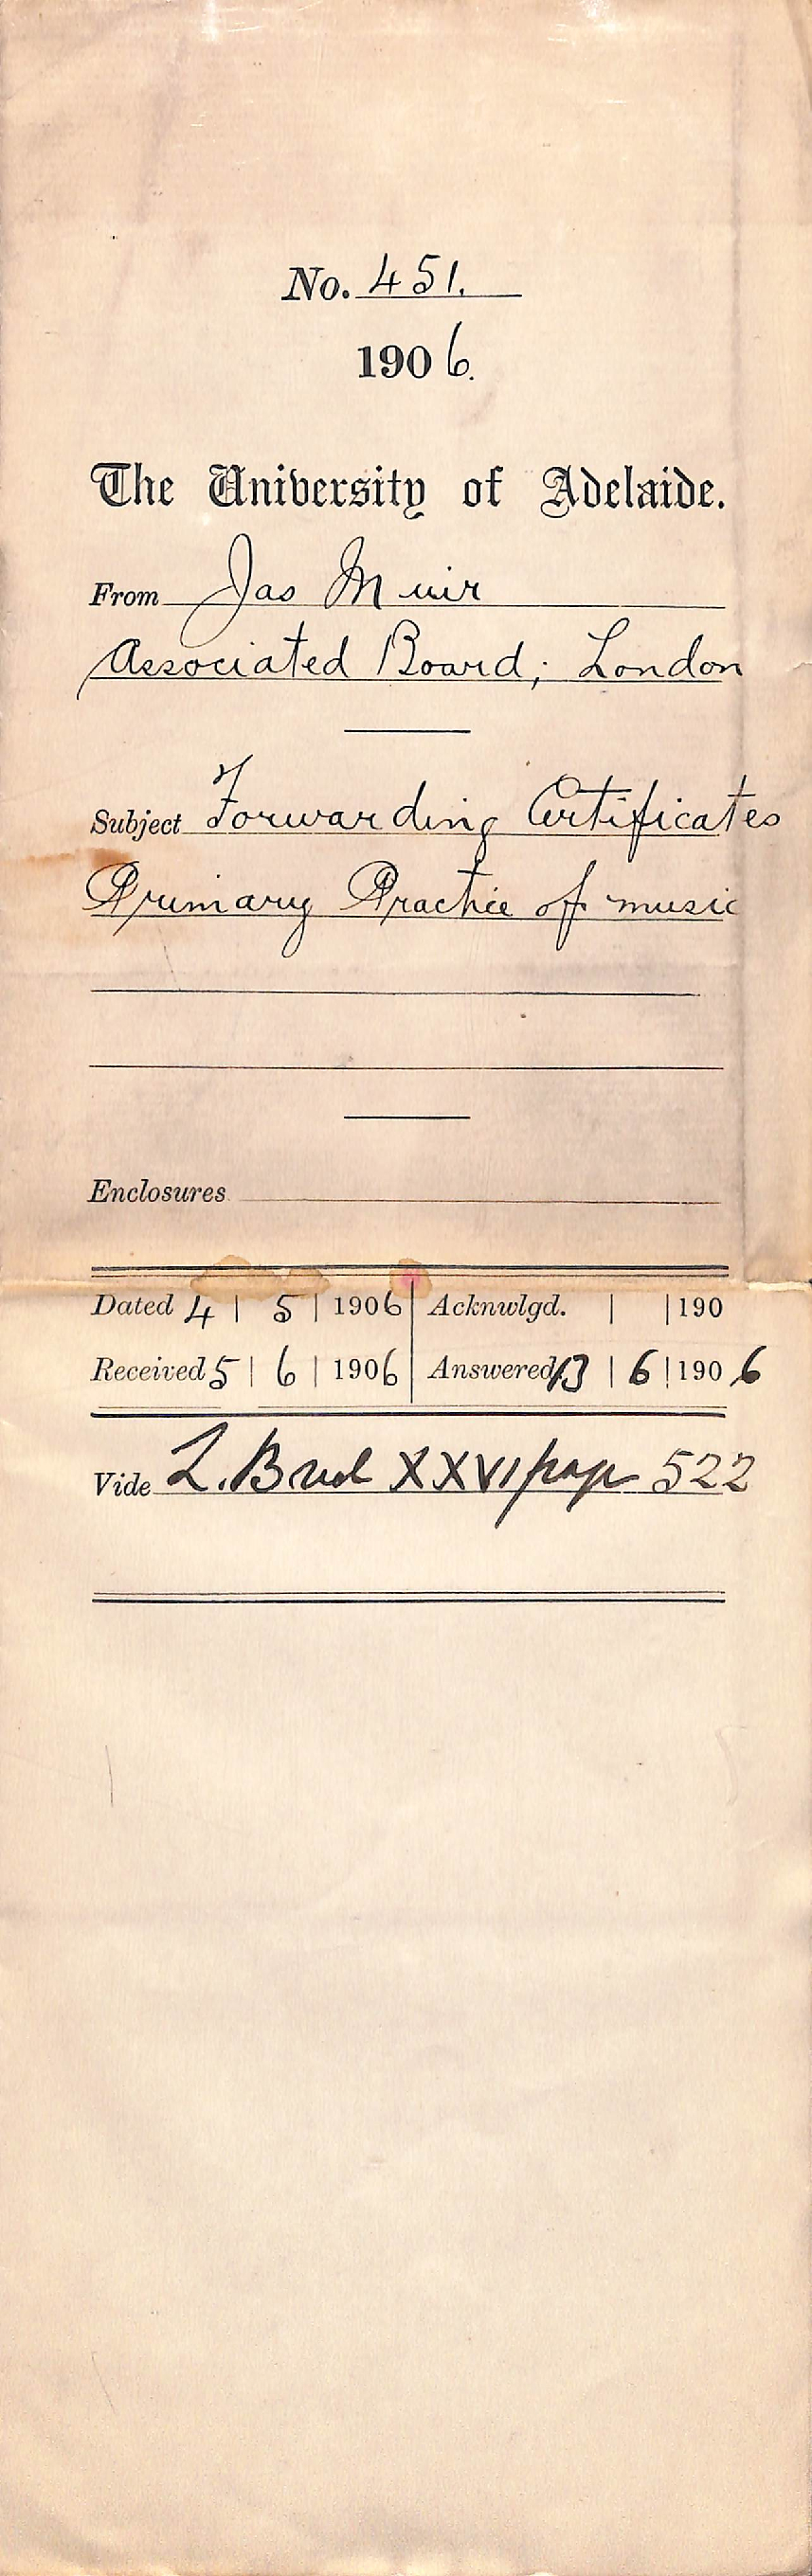 No. 451.
1906.
The University of Adelaide.
From Jas Muir
Associated Board; London
Subject Forwarding Certificates
Primary Practice of music
Enclosures
Dated 4 | 5 | 1906 Acknwlgd. | | 190
Received 5 | 6 | 1906 Answered 13 | 6 | 1906
Vide L. B XXVI page 522